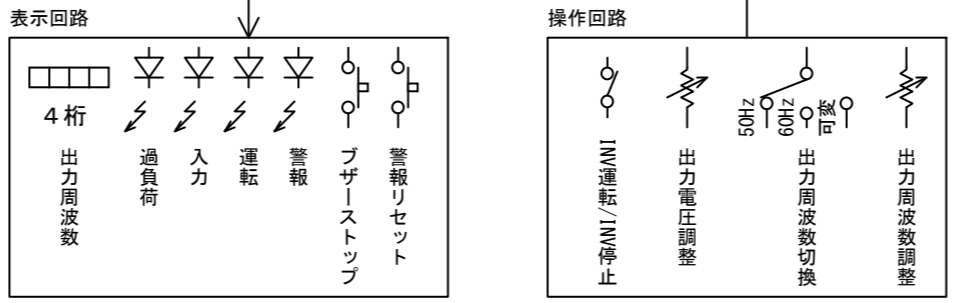 表示回路
4桁
出力周波数
過負荷
入力
運転
警報
ブザーストップ
警報リセット
操作回路
50Hz
60Hz
可変
INV運転/INV停止
出力電圧調整
出力周波数切換
出力周波数調整